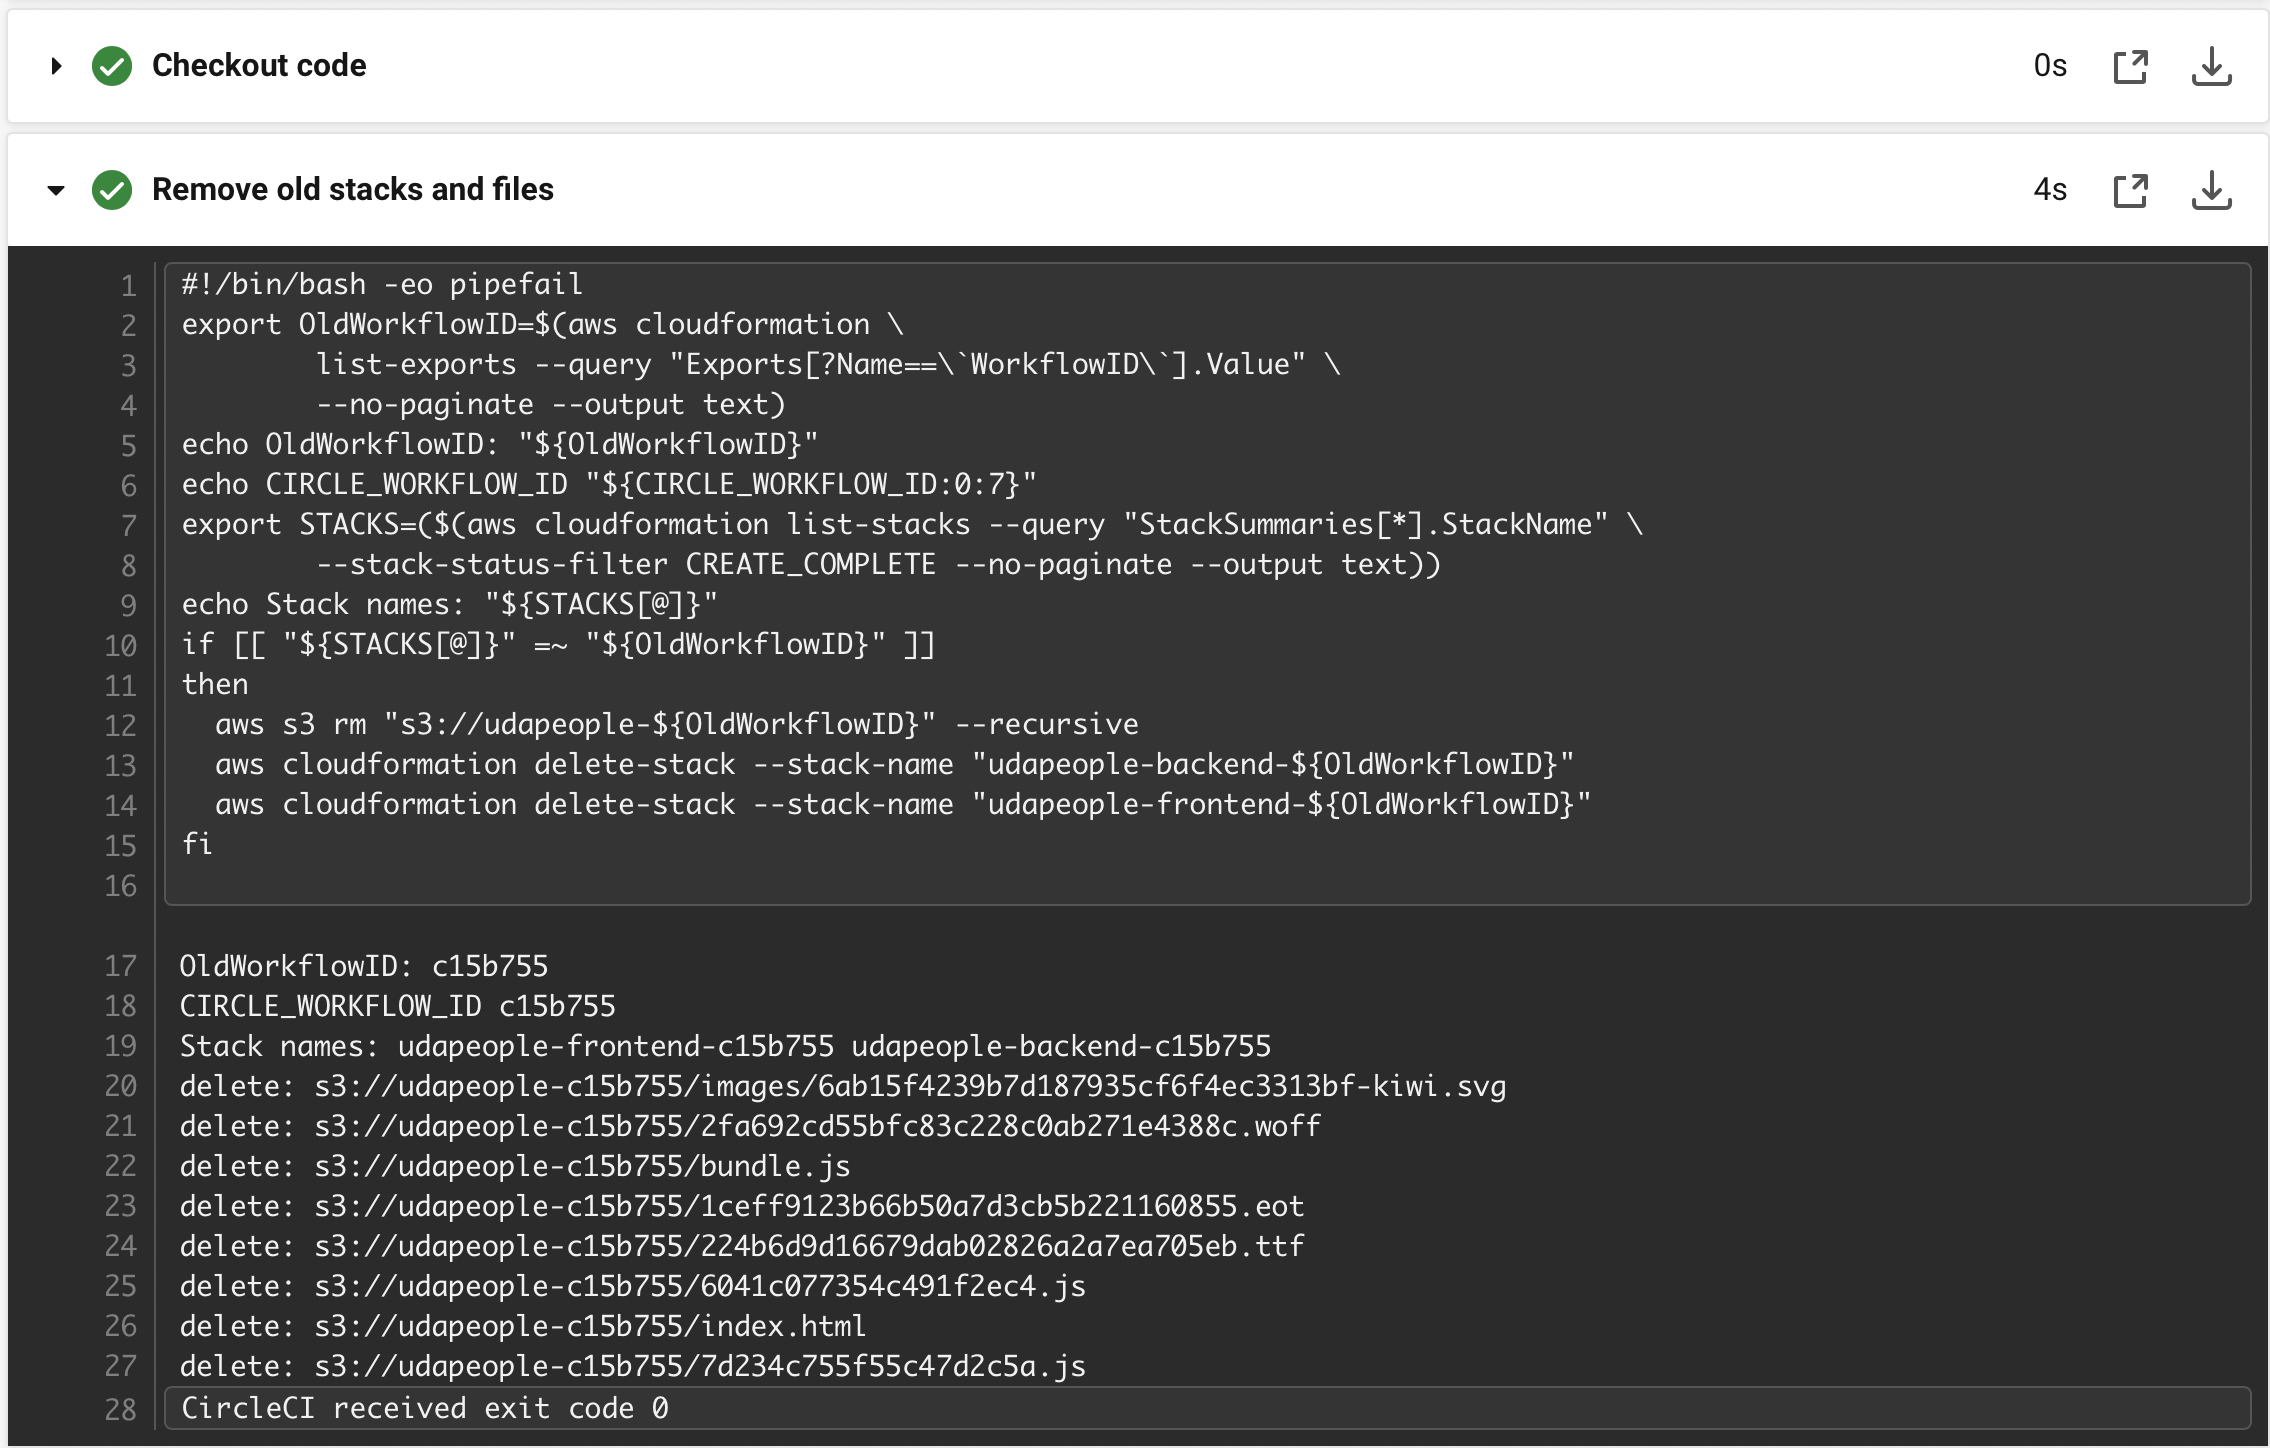 Checkout code 0s
Remove old stacks and files 4s
1 #!/bin/bash -eo pipefail
2 export OldWorkflowID=$(aws cloudformation \
3         list-exports --query "Exports[?Name==\`WorkflowID\`].Value" \
4         --no-paginate --output text)
5 echo OldWorkflowID: "${OldWorkflowID}"
6 echo CIRCLE_WORKFLOW_ID "${CIRCLE_WORKFLOW_ID:0:7}"
7 export STACKS=($(aws cloudformation list-stacks --query "StackSummaries[*].StackName" \
8         --stack-status-filter CREATE_COMPLETE --no-paginate --output text))
9 echo Stack names: "${STACKS[@]}"
10 if [[ "${STACKS[@]}" =~ "${OldWorkflowID}" ]]
11 then
12   aws s3 rm "s3://udapeople-${OldWorkflowID}" --recursive
13   aws cloudformation delete-stack --stack-name "udapeople-backend-${OldWorkflowID}"
14   aws cloudformation delete-stack --stack-name "udapeople-frontend-${OldWorkflowID}"
15 fi
16
17 OldWorkflowID: c15b755
18 CIRCLE_WORKFLOW_ID c15b755
19 Stack names: udapeople-frontend-c15b755 udapeople-backend-c15b755
20 delete: s3://udapeople-c15b755/images/6ab15f4239b7d187935cf6f4ec3313bf-kiwi.svg
21 delete: s3://udapeople-c15b755/2fa692cd55bfc83c228c0ab271e4388c.woff
22 delete: s3://udapeople-c15b755/bundle.js
23 delete: s3://udapeople-c15b755/1ceff9123b66b50a7d3cb5b221160855.eot
24 delete: s3://udapeople-c15b755/224b6d9d16679dab02826a2a7ea705eb.ttf
25 delete: s3://udapeople-c15b755/6041c077354c491f2ec4.js
26 delete: s3://udapeople-c15b755/index.html
27 delete: s3://udapeople-c15b755/7d234c755f55c47d2c5a.js
28 CircleCI received exit code 0